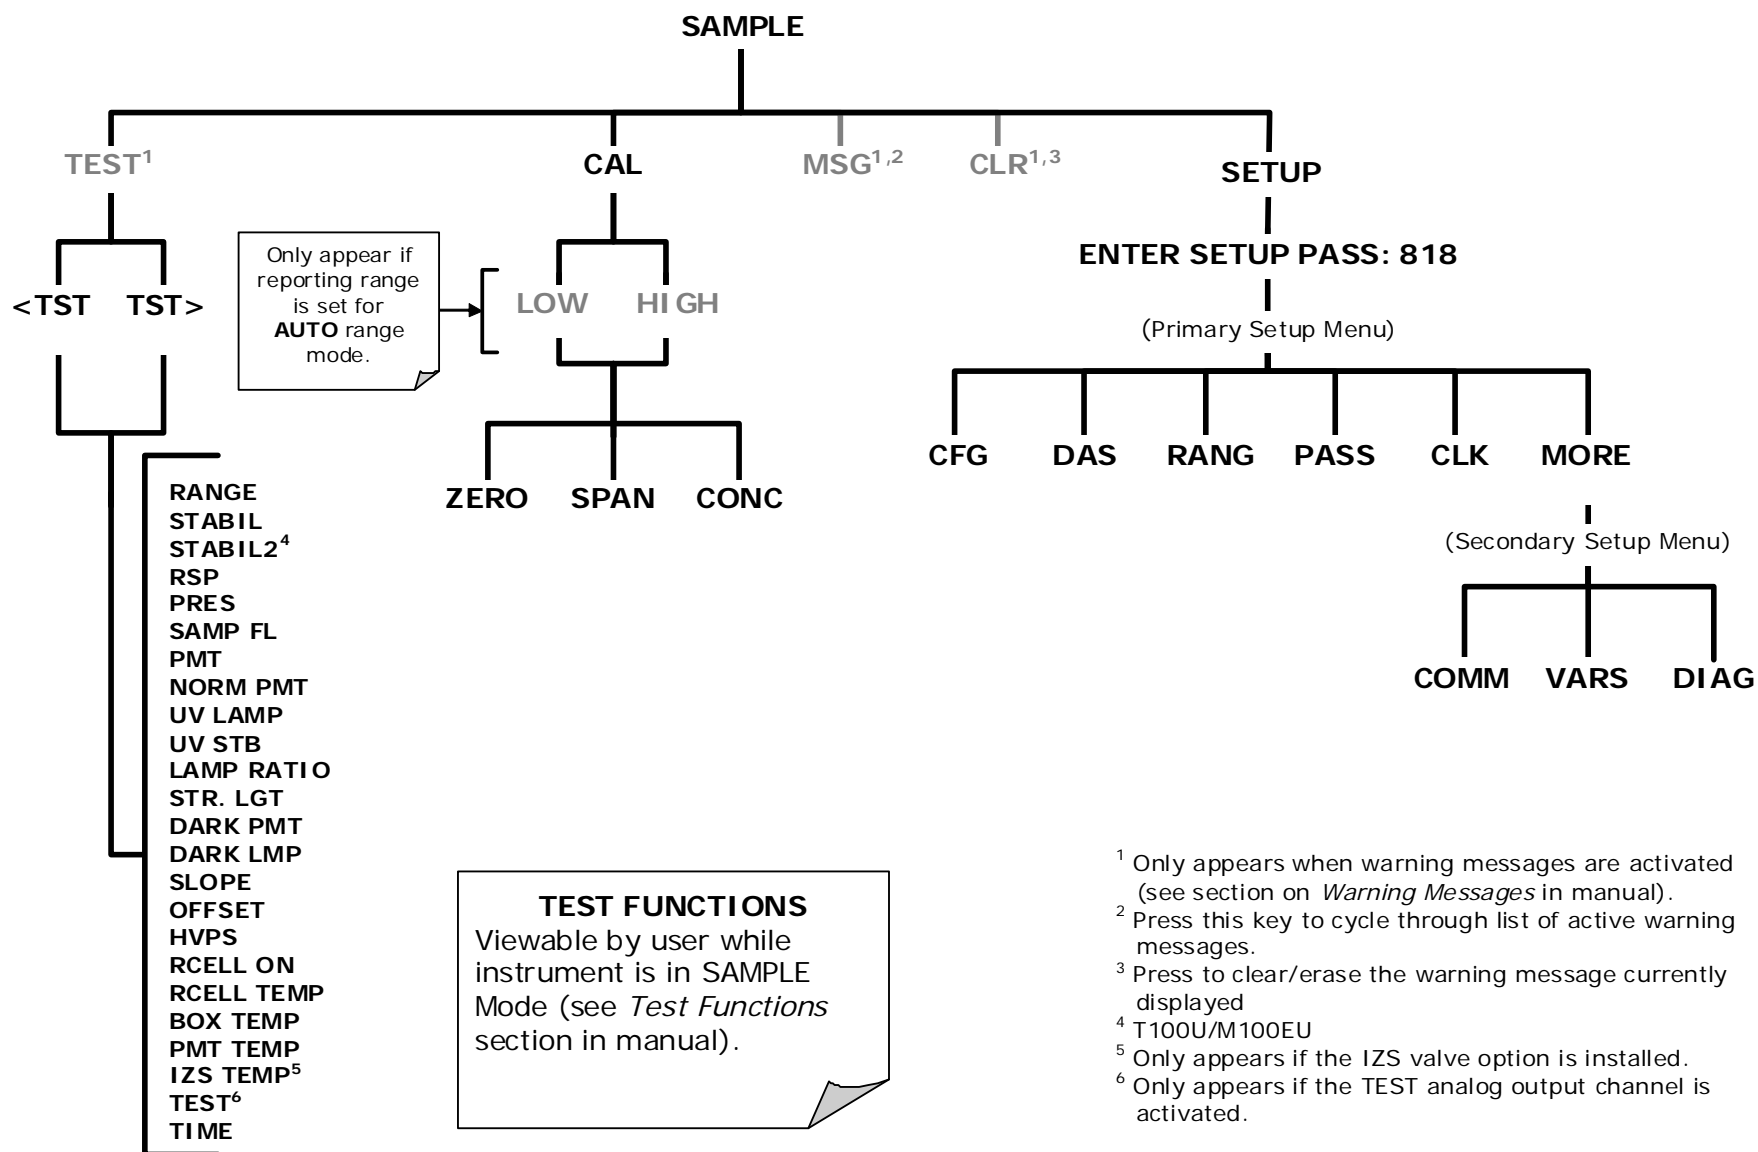 SAMPLE
TEST¹
CAL
MSG¹,²
CLR¹,³
SETUP
<TST TST>
Only appear if
reporting range
is set for
AUTO range
mode.
LOW HIGH
ENTER SETUP PASS: 818
(Primary Setup Menu)
CFG DAS RANG PASS CLK MORE
ZERO SPAN CONC
(Secondary Setup Menu)
COMM VARS DIAG
RANGE
STABIL
STABIL2⁴
RSP
PRES
SAMP FL
PMT
NORM PMT
UV LAMP
UV STB
LAMP RATIO
STR. LGT
DARK PMT
DARK LMP
SLOPE
OFFSET
HVPS
RCELL ON
RCELL TEMP
BOX TEMP
PMT TEMP
IZS TEMP⁵
TEST⁶
TIME
TEST FUNCTIONS
Viewable by user while
instrument is in SAMPLE
Mode (see Test Functions
section in manual).
¹ Only appears when warning messages are activated
(see section on Warning Messages in manual).
² Press this key to cycle through list of active warning
messages.
³ Press to clear/erase the warning message currently
displayed
⁴ T100U/M100EU
⁵ Only appears if the IZS valve option is installed.
⁶ Only appears if the TEST analog output channel is
activated.